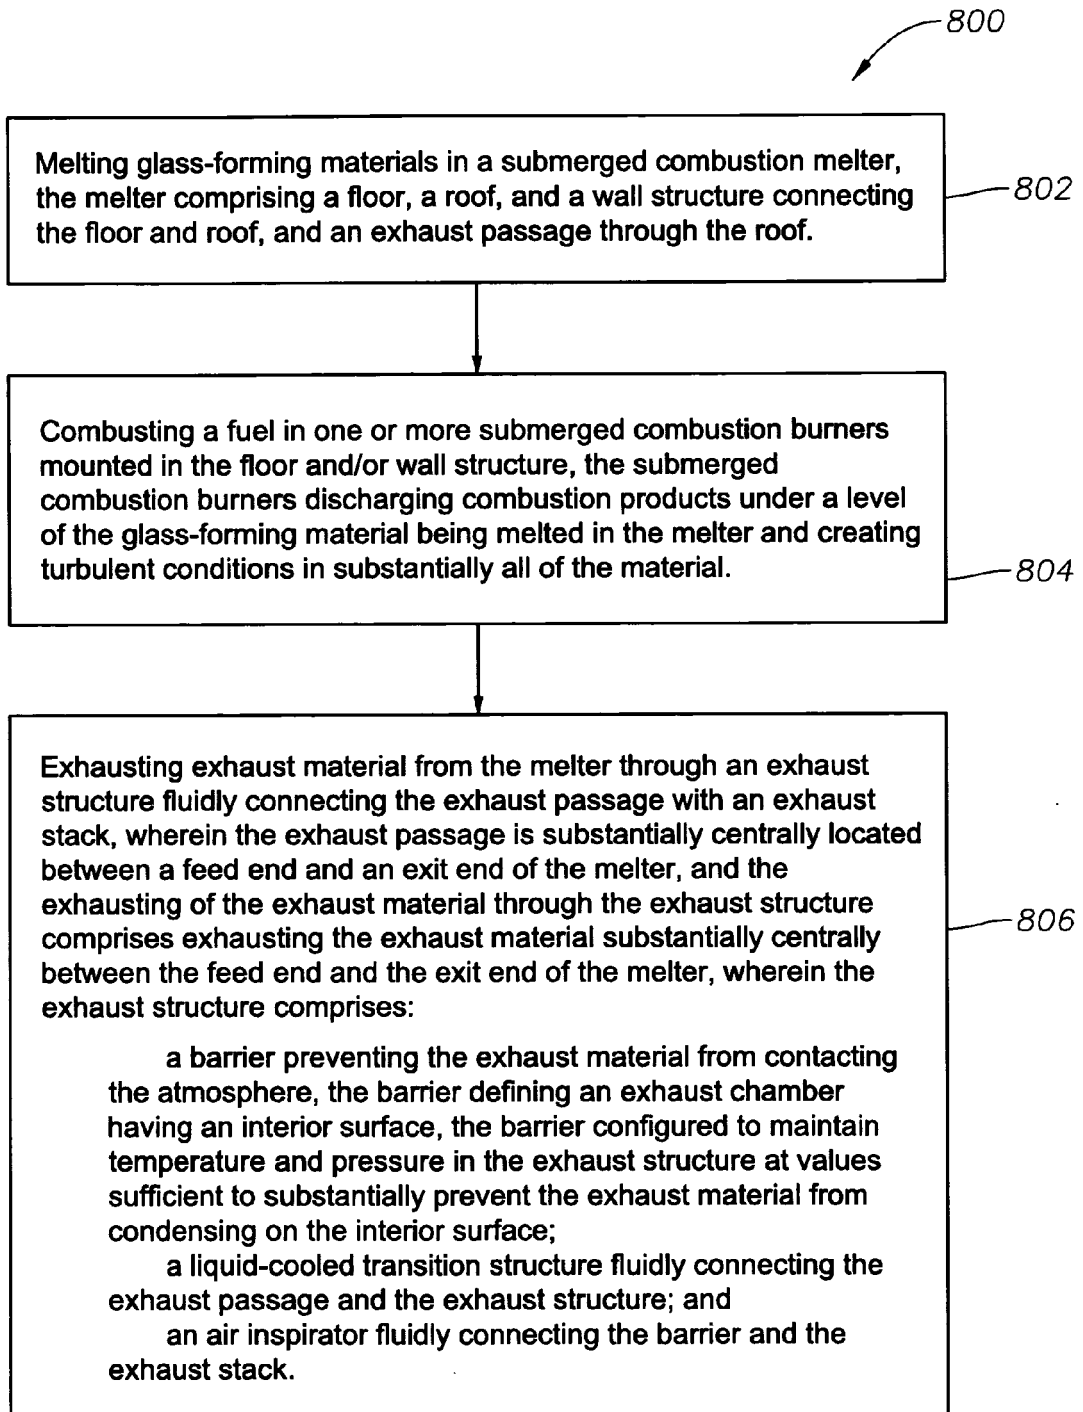 800
Melting glass-forming materials in a submerged combustion melter,
the melter comprising a floor, a roof, and a wall structure connecting
the floor and roof, and an exhaust passage through the roof.
802
Combusting a fuel in one or more submerged combustion burners
mounted in the floor and/or wall structure, the submerged
combustion burners discharging combustion products under a level
of the glass-forming material being melted in the melter and creating
turbulent conditions in substantially all of the material.
804
Exhausting exhaust material from the melter through an exhaust
structure fluidly connecting the exhaust passage with an exhaust
stack, wherein the exhaust passage is substantially centrally located
between a feed end and an exit end of the melter, and the
exhausting of the exhaust material through the exhaust structure
comprises exhausting the exhaust material substantially centrally
between the feed end and the exit end of the melter, wherein the
exhaust structure comprises:
806
a barrier preventing the exhaust material from contacting
the atmosphere, the barrier defining an exhaust chamber
having an interior surface, the barrier configured to maintain
temperature and pressure in the exhaust structure at values
sufficient to substantially prevent the exhaust material from
condensing on the interior surface;
a liquid-cooled transition structure fluidly connecting the
exhaust passage and the exhaust structure; and
an air inspirator fluidly connecting the barrier and the
exhaust stack.